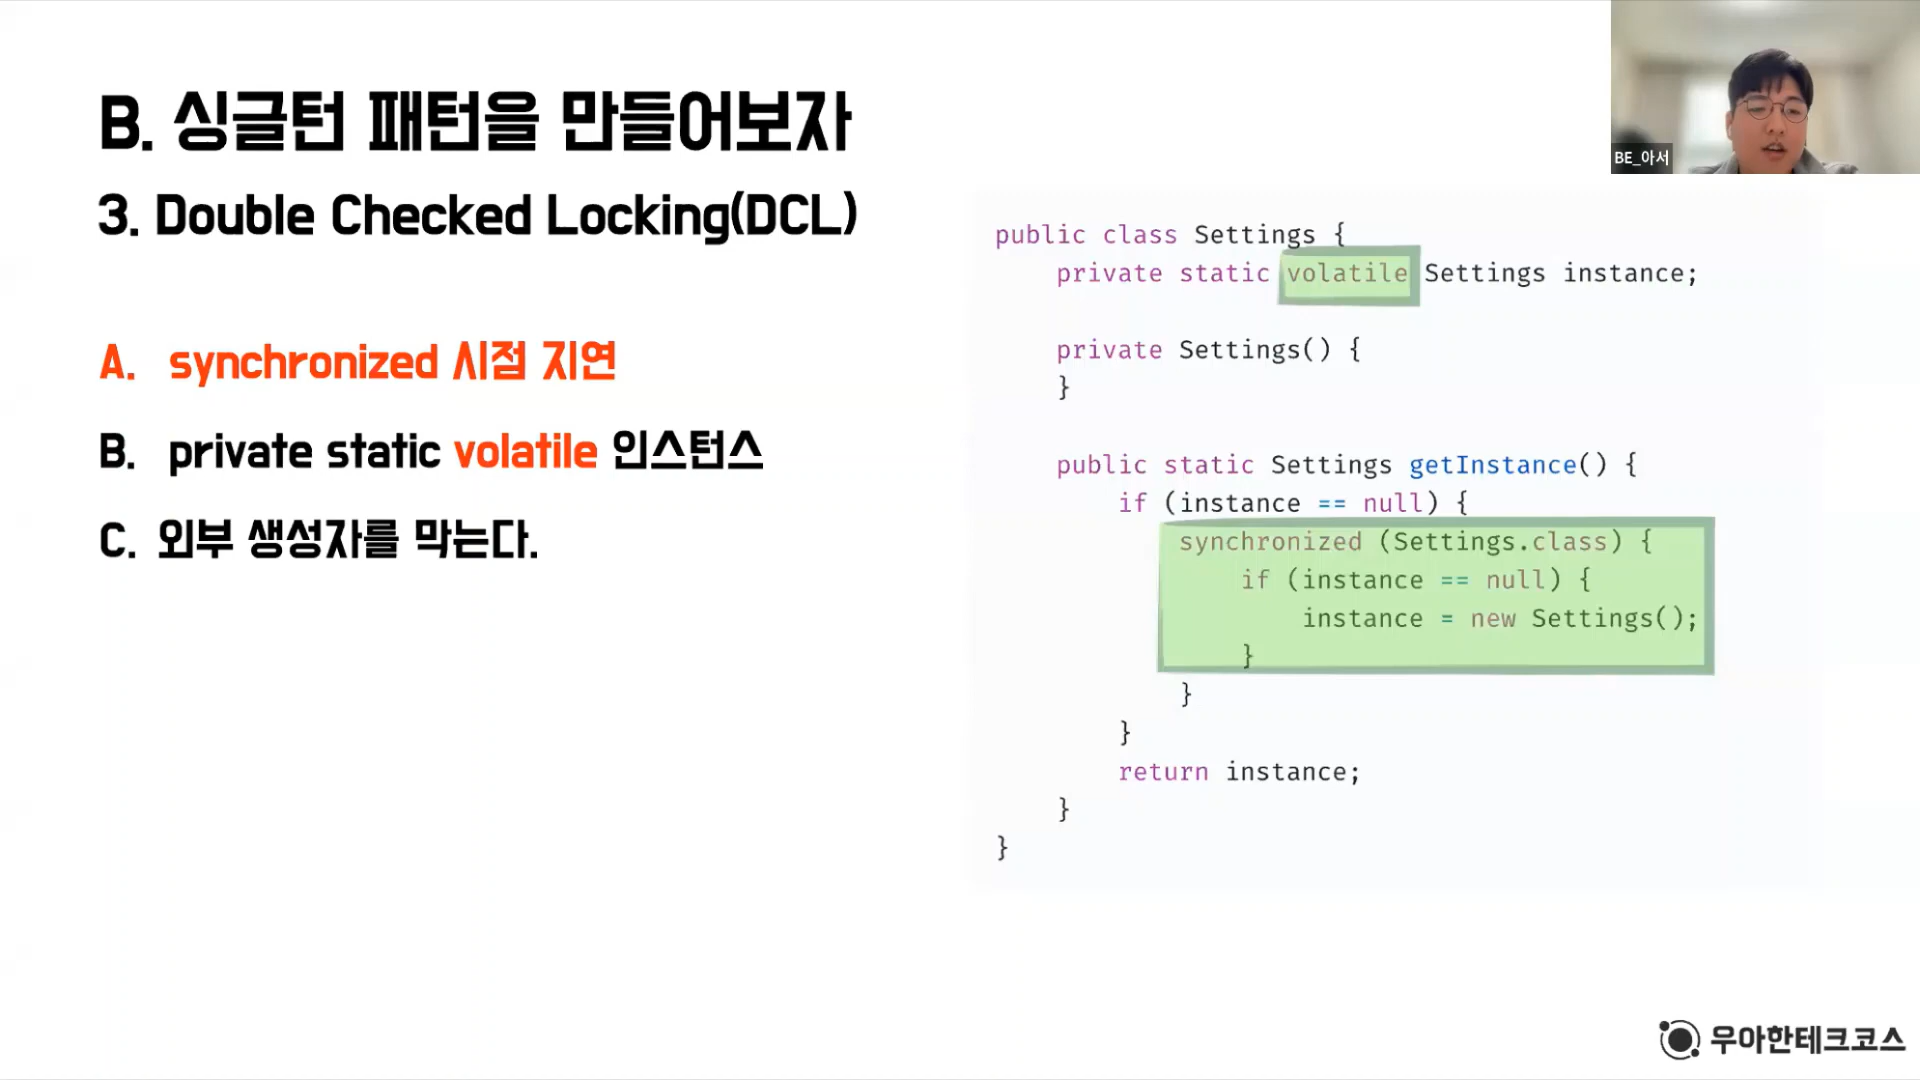 B. 싱글턴 패턴을 만들어보자
3. Double Checked Locking(DCL)
A. synchronized 시점 지연
B. private static volatile 인스턴스
C. 외부 생성자를 막는다.
BE_아서
public class Settings {
    private static volatile Settings instance;
    private Settings() {
    }
    public static Settings getInstance() {
        if (instance == null) {
            synchronized (Settings.class) {
                if (instance == null) {
                    instance = new Settings();
                }
            }
        }
        return instance;
    }
}
우아한테크코스